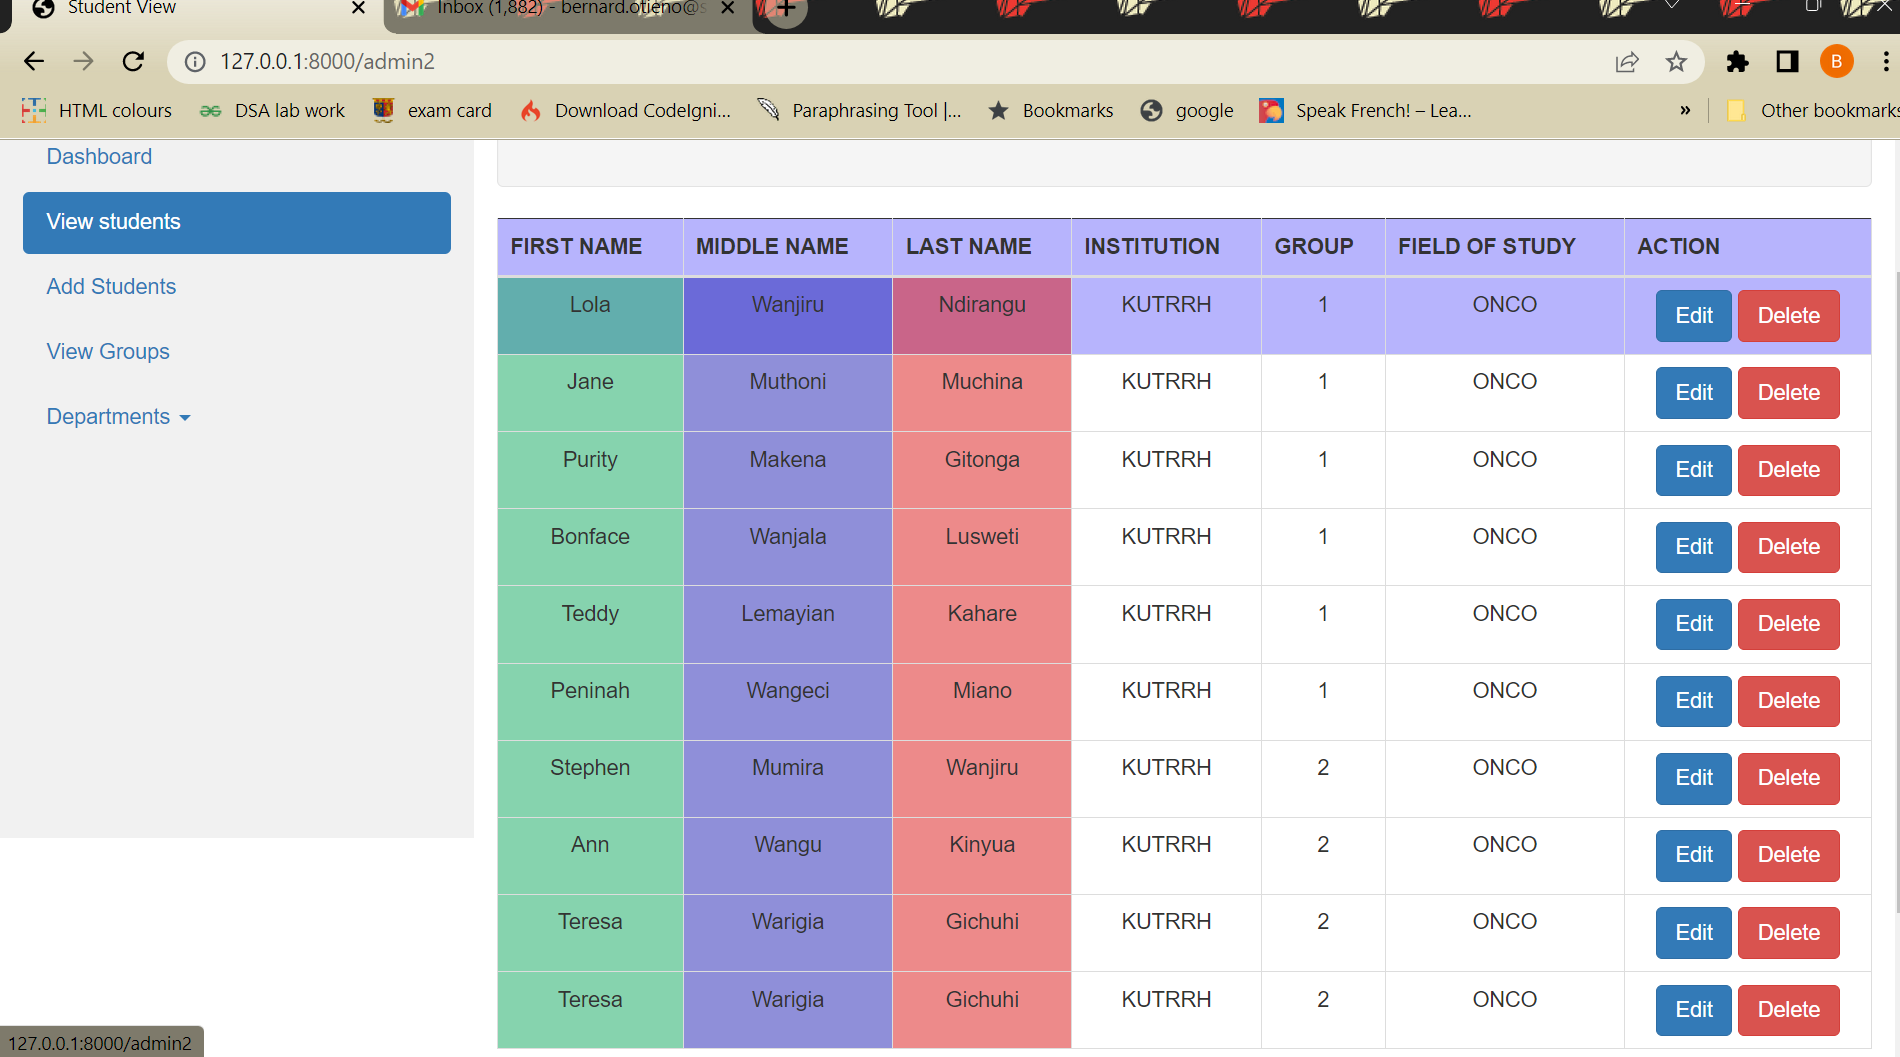 Student View
Inbox (1,882) - bernard.otieno@s
127.0.0.1:8000/admin2
B
HTML colours DSA lab work exam card Download CodeIgni... Paraphrasing Tool |... Bookmarks google Speak French! – Lea... » Other bookmarks
Dashboard
View students
Add Students
View Groups
Departments
FIRST NAME MIDDLE NAME LAST NAME INSTITUTION GROUP FIELD OF STUDY ACTION
Lola Wanjiru Ndirangu KUTRRH 1 ONCO Edit Delete
Jane Muthoni Muchina KUTRRH 1 ONCO Edit Delete
Purity Makena Gitonga KUTRRH 1 ONCO Edit Delete
Bonface Wanjala Lusweti KUTRRH 1 ONCO Edit Delete
Teddy Lemayian Kahare KUTRRH 1 ONCO Edit Delete
Peninah Wangeci Miano KUTRRH 1 ONCO Edit Delete
Stephen Mumira Wanjiru KUTRRH 2 ONCO Edit Delete
Ann Wangu Kinyua KUTRRH 2 ONCO Edit Delete
Teresa Warigia Gichuhi KUTRRH 2 ONCO Edit Delete
Teresa Warigia Gichuhi KUTRRH 2 ONCO Edit Delete
127.0.0.1:8000/admin2